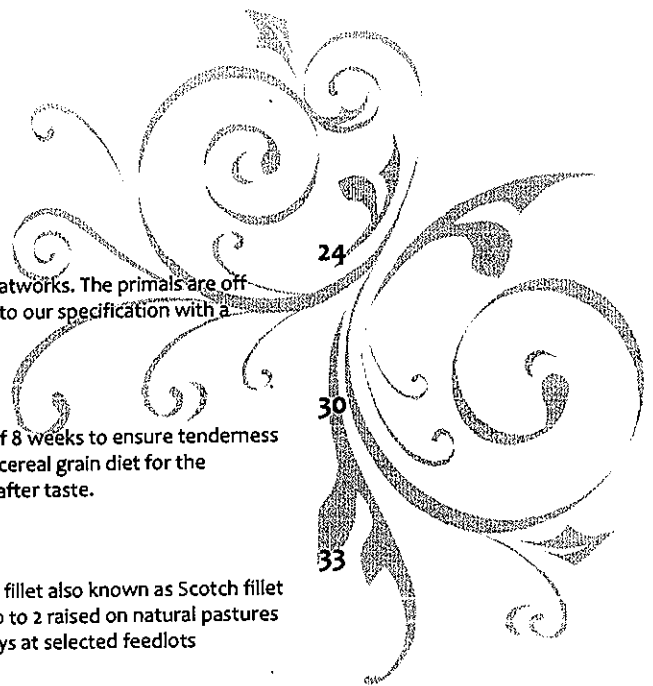 24
atworks. The primals are off
to our specification with a
30
f 8 weeks to ensure tenderness
cereal grain diet for the
after taste.
33
fillet also known as Scotch fillet
o to 2 raised on natural pastures
ys at selected feedlots